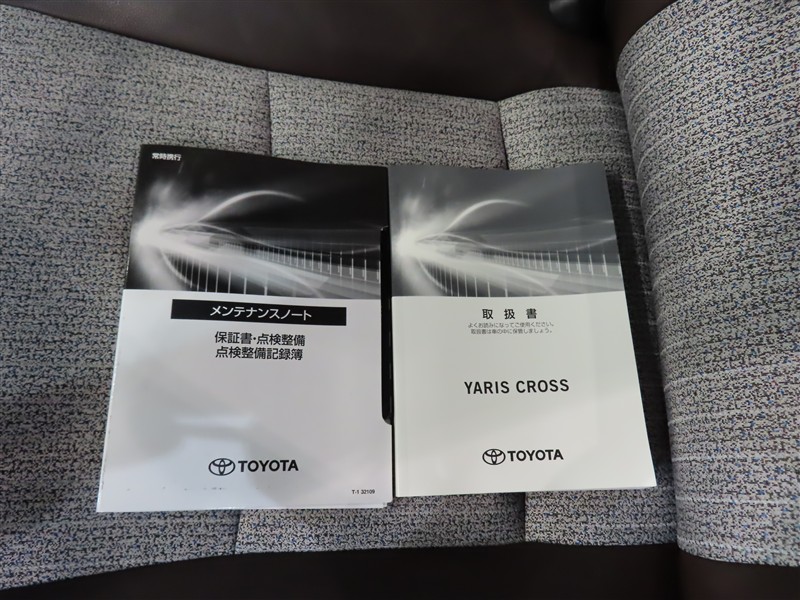 常時携行
メンテナンスノート
保証書・点検整備
点検整備記録簿
TOYOTA
T-1 32109
取扱書
よくお読みになってご使用ください。
取扱書は車の中に保管しましょう。
YARIS CROSS
TOYOTA